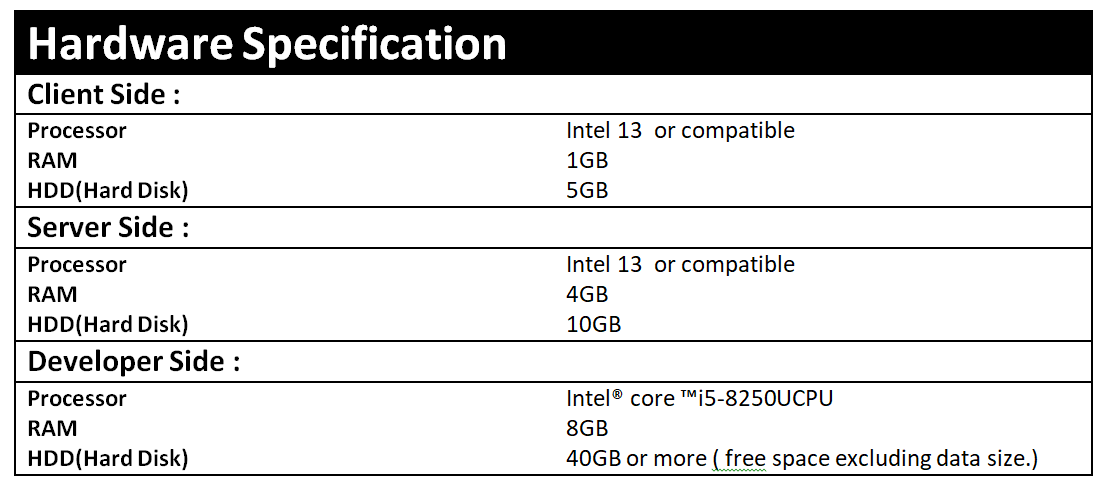 Hardware Specification
Client Side :
Processor Intel 13 or compatible
RAM 1GB
HDD(Hard Disk) 5GB
Server Side :
Processor Intel 13 or compatible
RAM 4GB
HDD(Hard Disk) 10GB
Developer Side :
Processor Intel® core ™i5-8250UCPU
RAM 8GB
HDD(Hard Disk) 40GB or more ( free space excluding data size.)